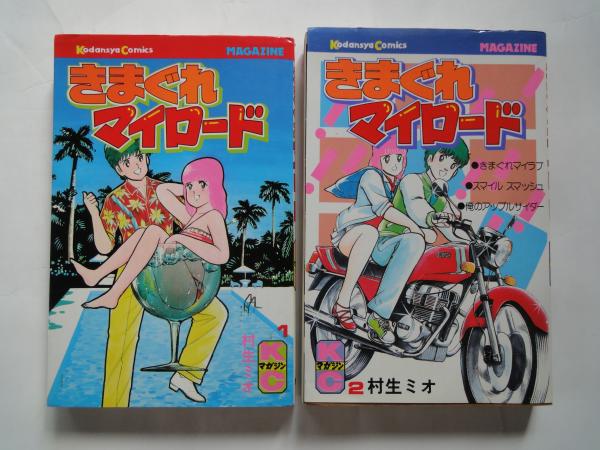 Kodansya Comics
MAGAZINE
きまぐれ
マイロード
1
村生ミオ
KC
マガジン
Kodansya Comics
MAGAZINE
きまぐれ
マイロード
●きまぐれマイラブ
●スマイル スマッシュ
●俺のアップルサイダー
KC
マガジン
2 村生ミオ